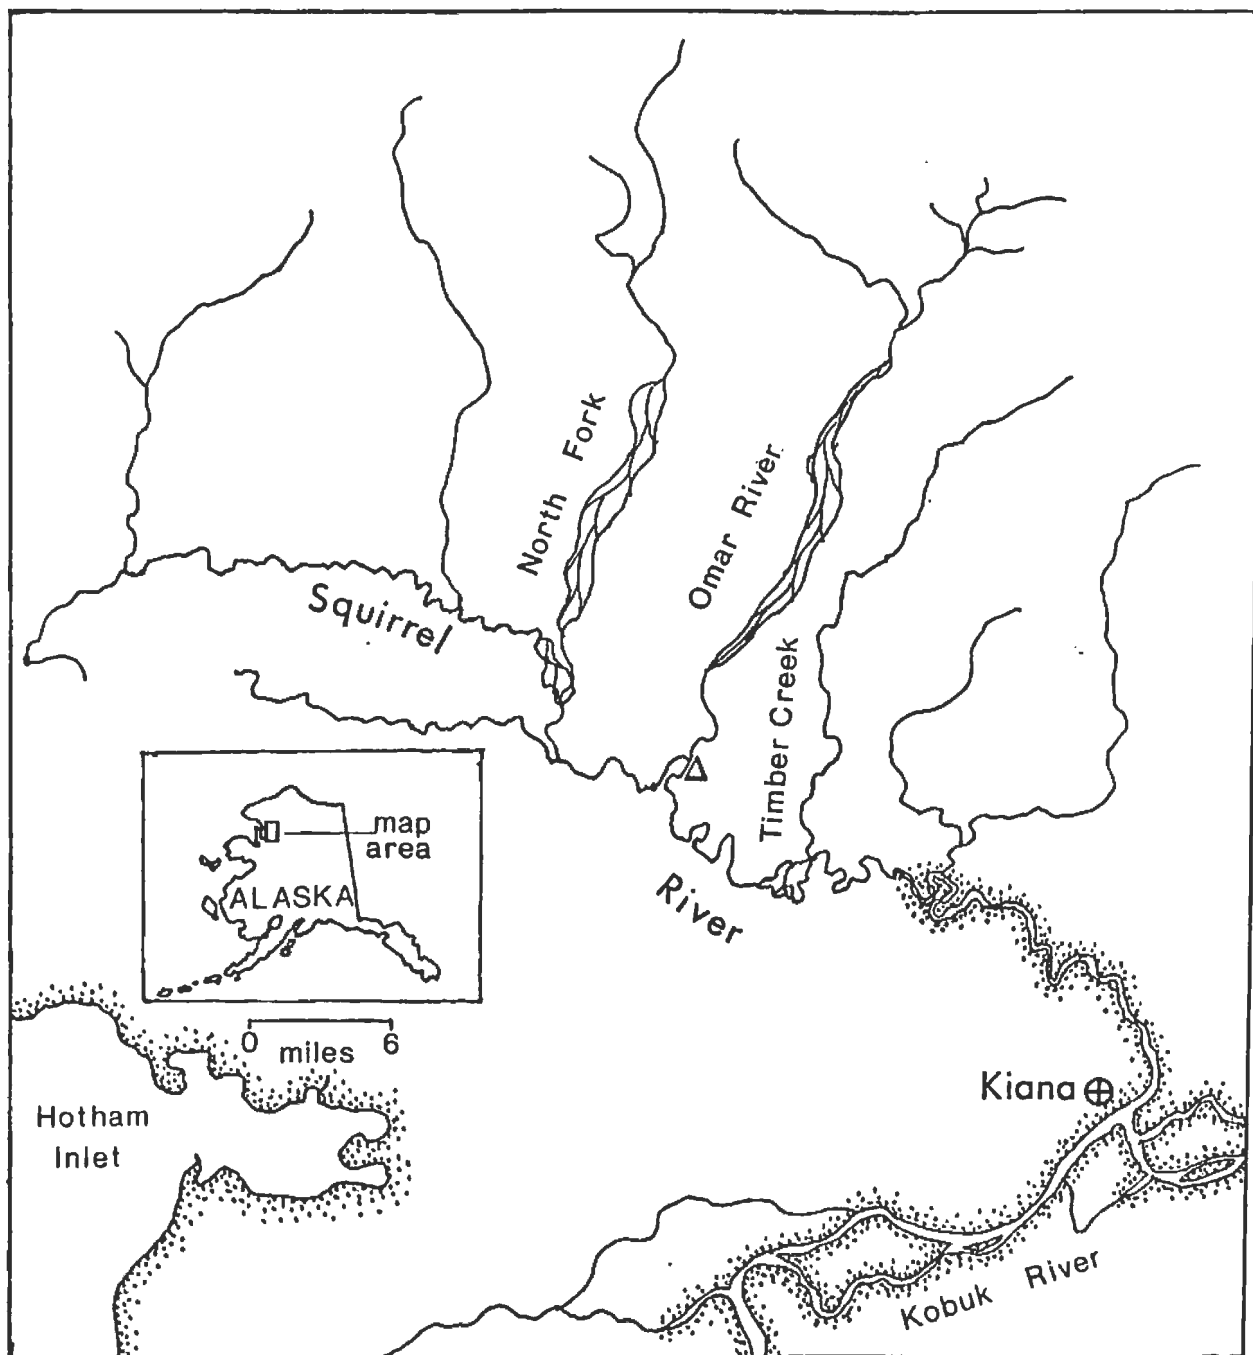 North Fork
Omar River
Squirrel
Timber Creek
River
map
area
ALASKA
0 miles 6
Hotham
Inlet
Kiana
Kobuk River